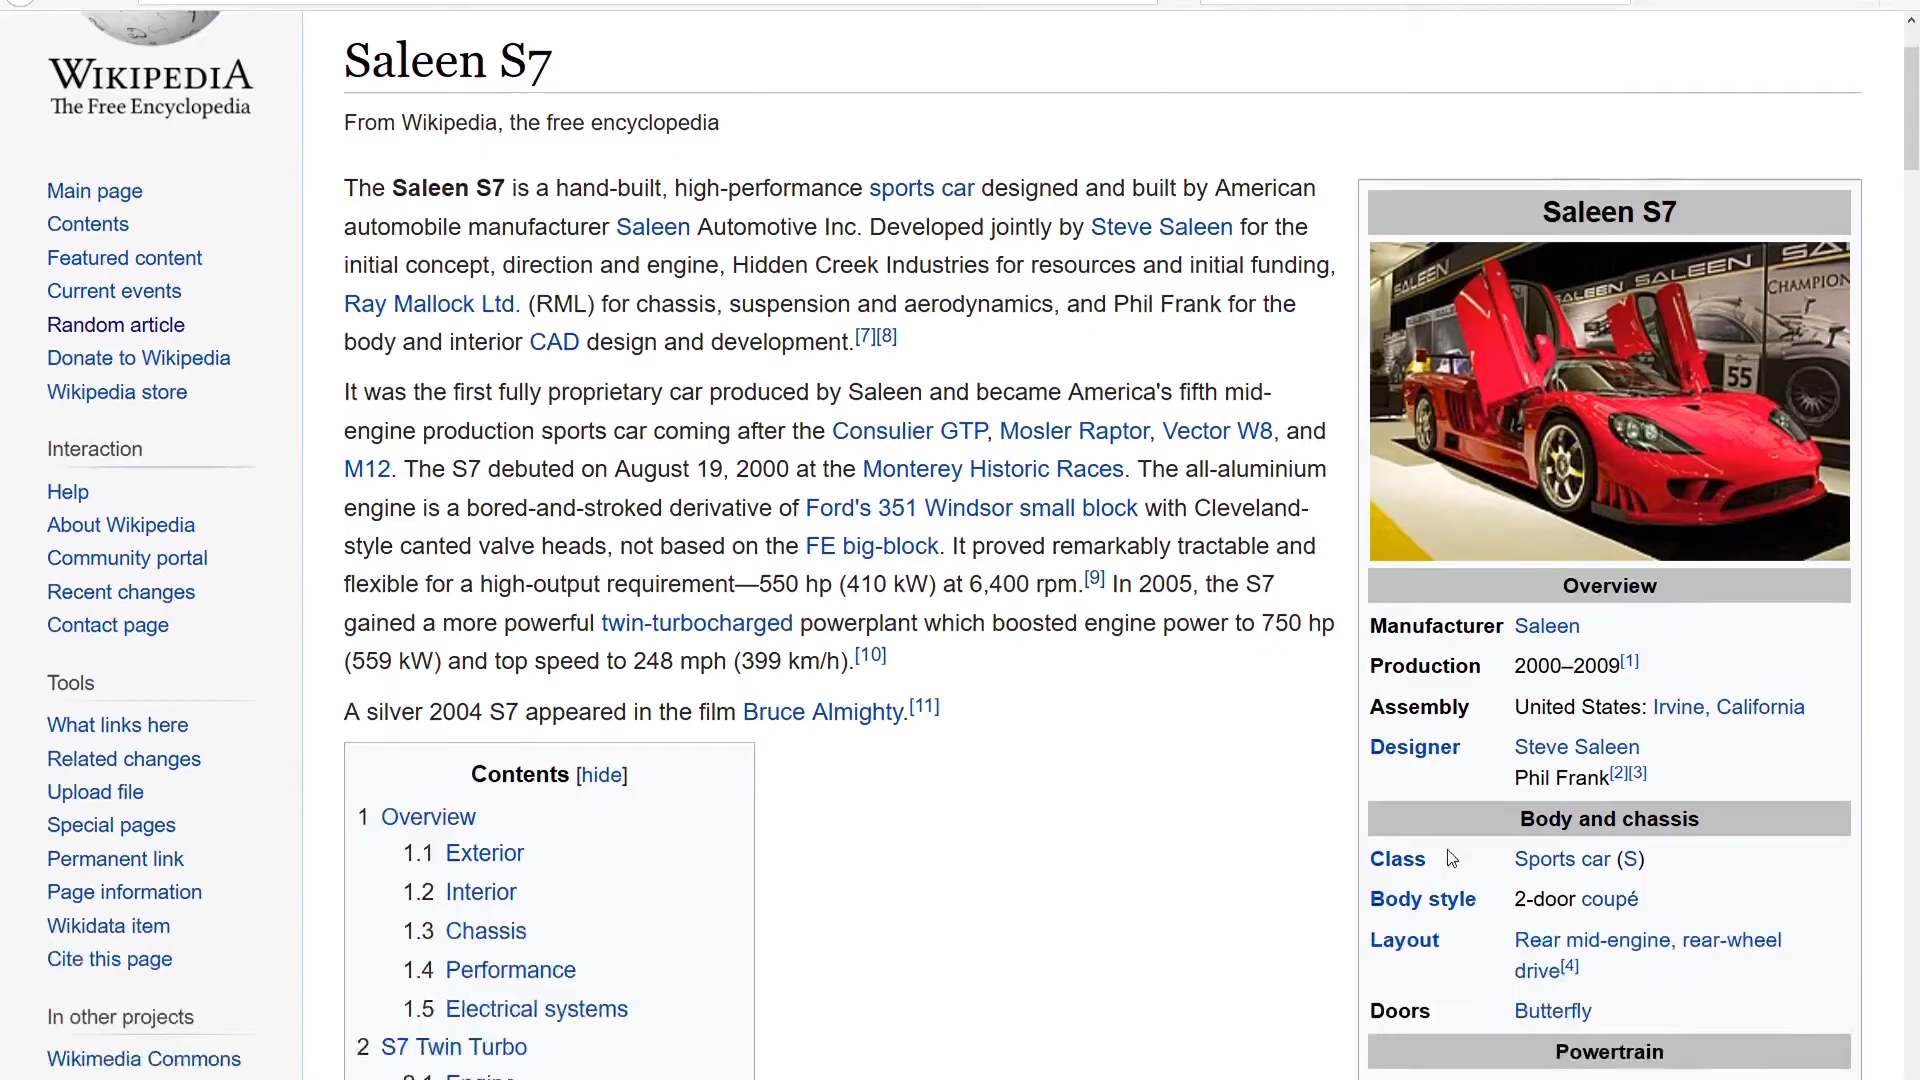 WIKIPEDIA
The Free Encyclopedia
Main page
Contents
Featured content
Current events
Random article
Donate to Wikipedia
Wikipedia store
Interaction
Help
About Wikipedia
Community portal
Recent changes
Contact page
Tools
What links here
Related changes
Upload file
Special pages
Permanent link
Page information
Wikidata item
Cite this page
In other projects
Wikimedia Commons
Saleen S7
From Wikipedia, the free encyclopedia
The Saleen S7 is a hand-built, high-performance sports car designed and built by American
automobile manufacturer Saleen Automotive Inc. Developed jointly by Steve Saleen for the
initial concept, direction and engine, Hidden Creek Industries for resources and initial funding,
Ray Mallock Ltd. (RML) for chassis, suspension and aerodynamics, and Phil Frank for the
body and interior CAD design and development.[7][8]
It was the first fully proprietary car produced by Saleen and became America's fifth mid-
engine production sports car coming after the Consulier GTP, Mosler Raptor, Vector W8, and
M12. The S7 debuted on August 19, 2000 at the Monterey Historic Races. The all-aluminium
engine is a bored-and-stroked derivative of Ford's 351 Windsor small block with Cleveland-
style canted valve heads, not based on the FE big-block. It proved remarkably tractable and
flexible for a high-output requirement—550 hp (410 kW) at 6,400 rpm.[9] In 2005, the S7
gained a more powerful twin-turbocharged powerplant which boosted engine power to 750 hp
(559 kW) and top speed to 248 mph (399 km/h).[10]
A silver 2004 S7 appeared in the film Bruce Almighty.[11]
Contents [hide]
1 Overview
1.1 Exterior
1.2 Interior
1.3 Chassis
1.4 Performance
1.5 Electrical systems
2 S7 Twin Turbo
Saleen S7
SALEEN
SALEEN SALEEN SA
CHAMPION
55
Overview
Manufacturer Saleen
Production 2000–2009[1]
Assembly United States: Irvine, California
Designer Steve Saleen
Phil Frank[2][3]
Body and chassis
Class Sports car (S)
Body style 2-door coupé
Layout Rear mid-engine, rear-wheel
drive[4]
Doors Butterfly
Powertrain